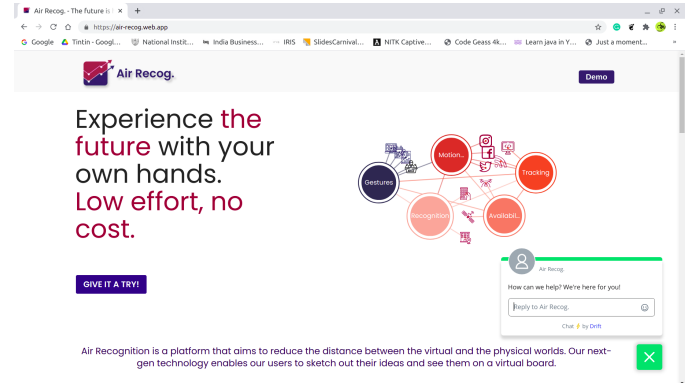 Air Recog. - The future is h
https://air-recog.web.app
Google
Tintin - Googl...
National Instit...
India Business...
IRIS
SlidesCarnival...
NITK Captive...
Code Geass 4k...
Learn java in Y...
Just a moment...
Air Recog.
Demo
Experience the
future with your
own hands.
Low effort, no
cost.
GIVE IT A TRY!
Gestures
Motion...
Tracking
Recognition
Availabil...
Air Recog.
How can we help? We're here for you!
Reply to Air Recog.
Chat ⚡ by Drift
Air Recognition is a platform that aims to reduce the distance between the virtual and the physical worlds. Our next-
gen technology enables our users to sketch out their ideas and see them on a virtual board.